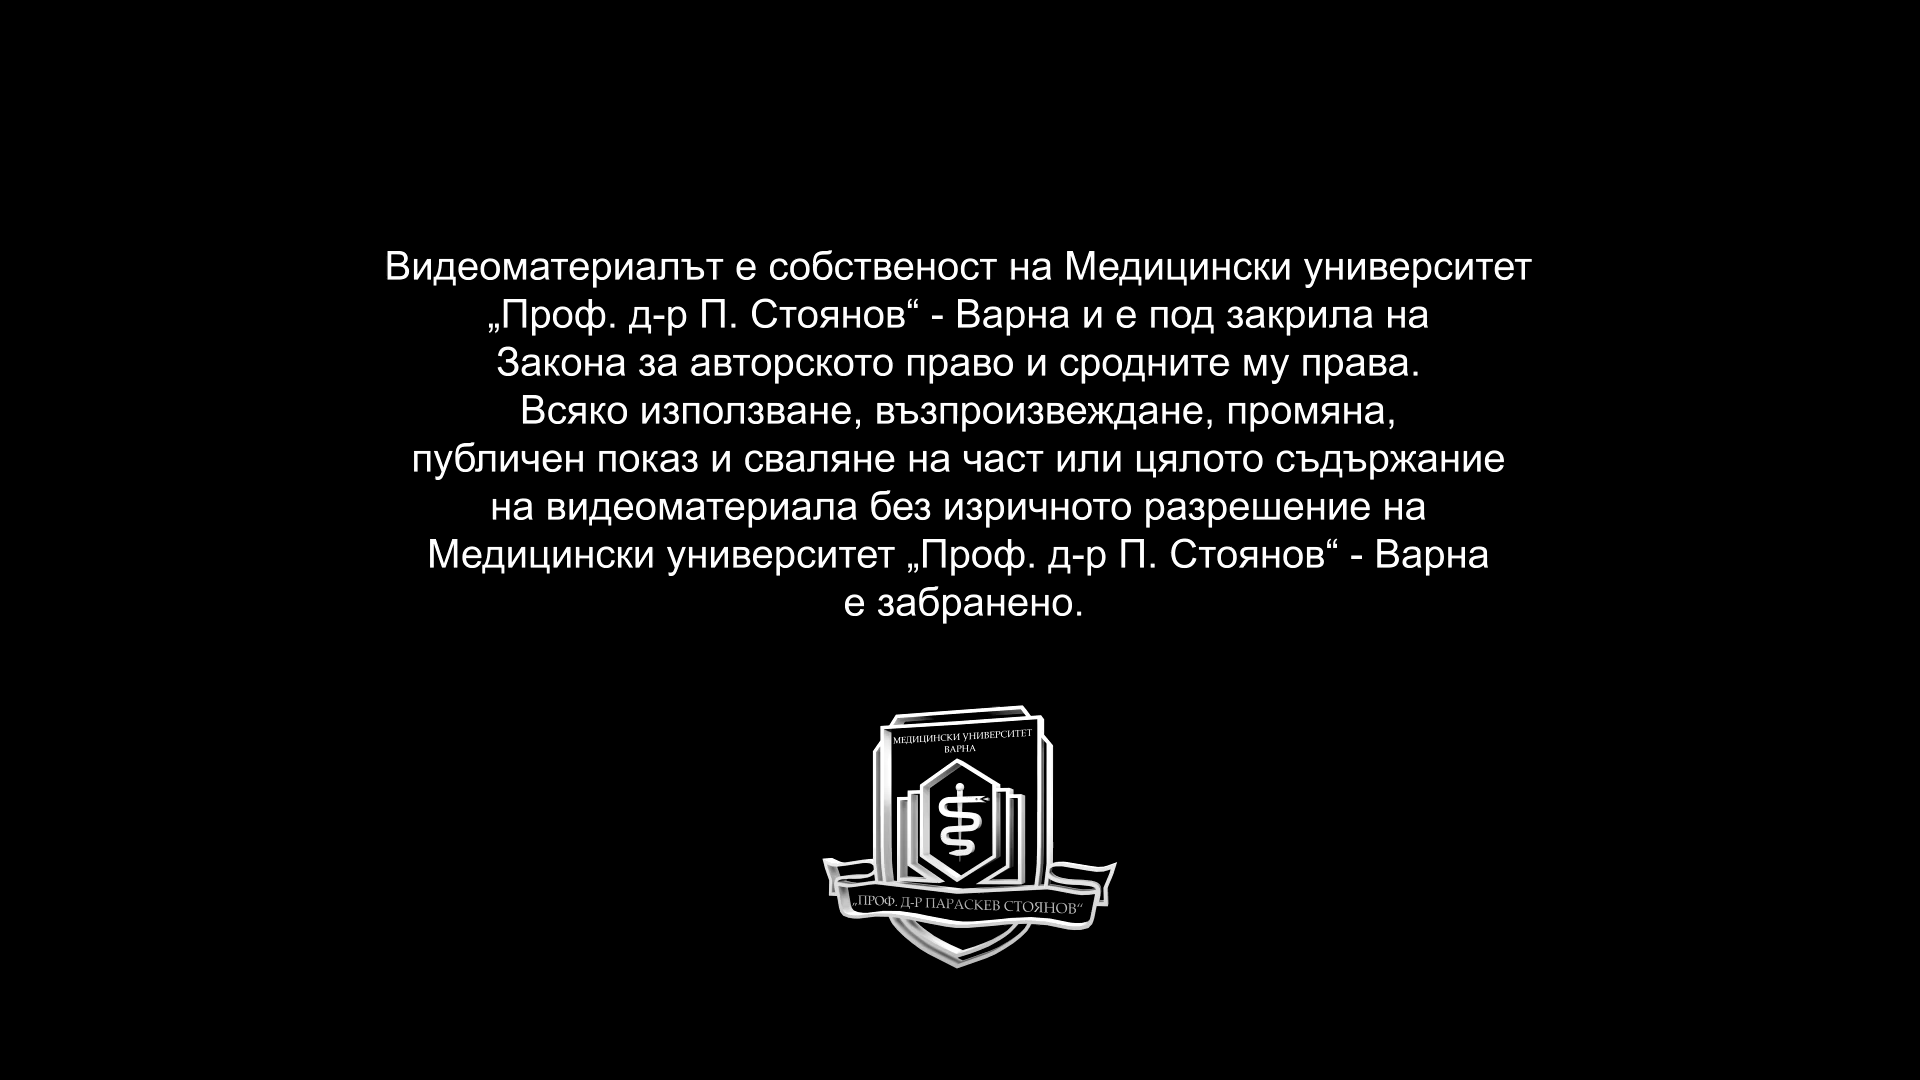 Видеоматериалът е собственост на Медицински университет
„Проф. д-р П. Стоянов“ - Варна и е под закрила на
Закона за авторското право и сродните му права.
Всяко използване, възпроизвеждане, промяна,
публичен показ и сваляне на част или цялото съдържание
на видеоматериала без изричното разрешение на
Медицински университет „Проф. д-р П. Стоянов“ - Варна
е забранено.
МЕДИЦИНСКИ УНИВЕРСИТЕТ
ВАРНА
„ПРОФ. Д-Р ПАРАСКЕВ СТОЯНОВ“